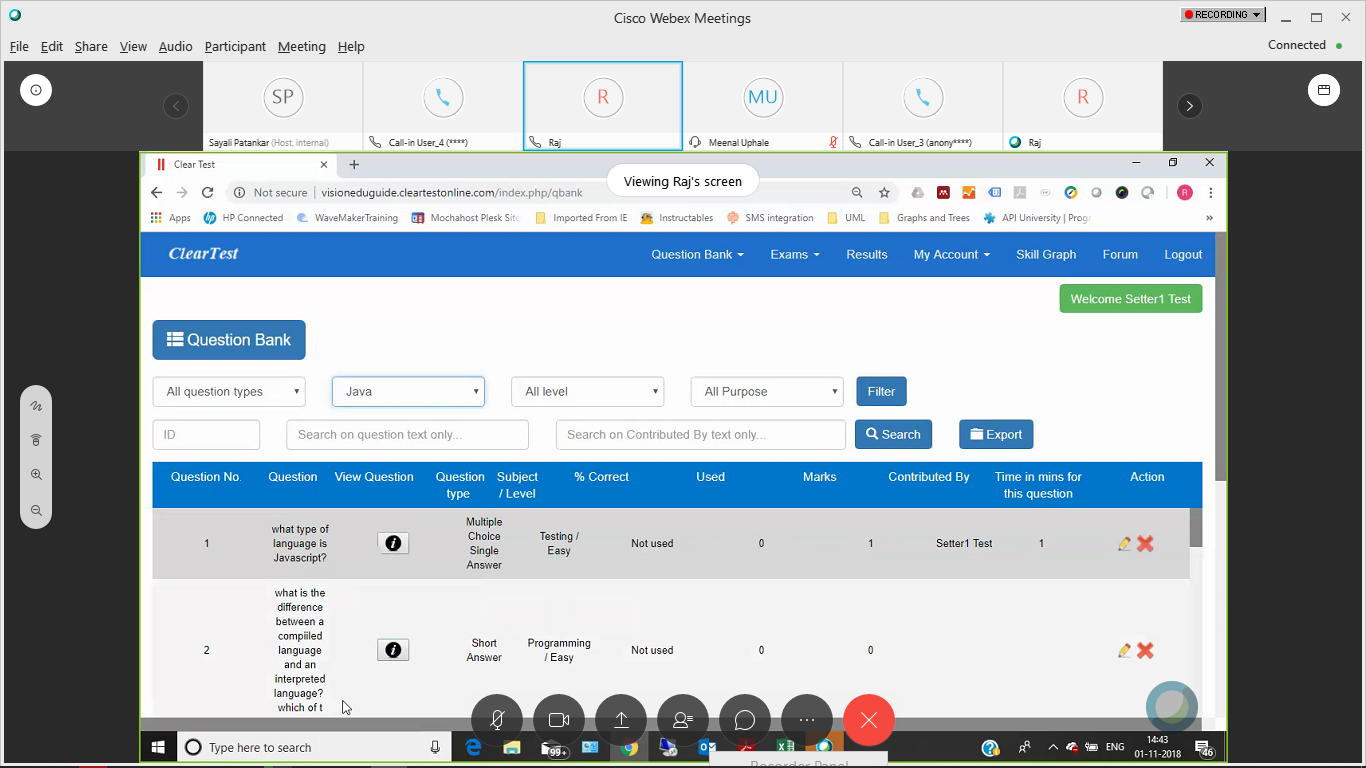 Cisco Webex Meetings
RECORDING
File Edit Share View Audio Participant Meeting Help
Connected
SP R MU R
Sayali Patankar (Host, internal) Call-in User_4 (****) Raj Meenal Uphale Call-in User_3 (anony****) Raj
Clear Test
Viewing Raj's screen
Not secure visioneduguide.cleartestonline.com/index.php/qbank
R
Apps HP Connected WaveMakerTraining Mochahost Plesk Site Imported From IE Instructables SMS integration UML Graphs and Trees API University | Progr
ClearTest Question Bank Exams Results My Account Skill Graph Forum Logout
Welcome Setter1 Test
Question Bank
All question types Java All level All Purpose Filter
ID Search on question text only... Search on Contributed By text only... Search Export
Question No. Question View Question Question type Subject / Level % Correct Used Marks Contributed By Time in mins for this question Action
1 what type of language is Javascript? Multiple Choice Single Answer Testing / Easy Not used 0 1 Setter1 Test 1
2 what is the difference between a compiiled language and an interpreted language? which of t Short Answer Programming / Easy Not used 0 0
Type here to search
99+
ENG
14:43
01-11-2018
46
Recorder Panel